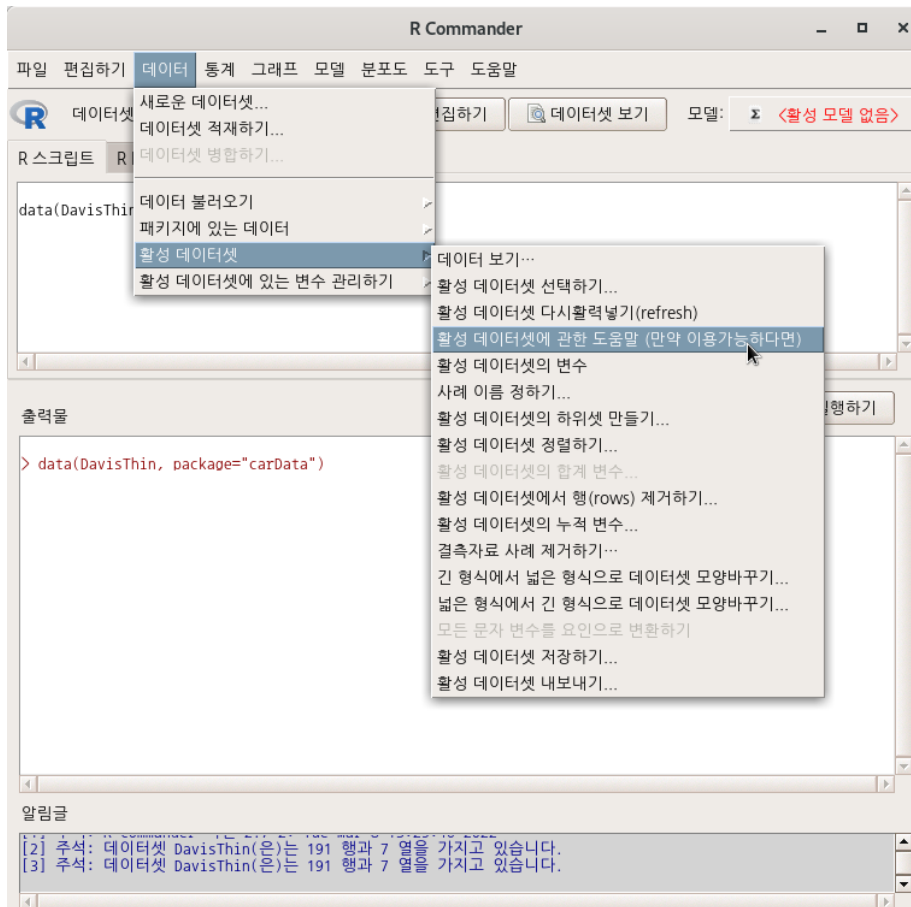 R Commander
파일 편집하기 데이터 통계 그래프 모델 분포도 도구 도움말
데이터셋 편집하기 데이터셋 보기 모델: Σ <활성 모델 없음>
새로운 데이터셋...
데이터셋 적재하기...
데이터셋 병합하기...
데이터 불러오기
패키지에 있는 데이터
활성 데이터셋
활성 데이터셋에 있는 변수 관리하기
R 스크립트 R
data(DavisThin
데이터 보기…
활성 데이터셋 선택하기...
활성 데이터셋 다시활력넣기(refresh)
활성 데이터셋에 관한 도움말 (만약 이용가능하다면)
활성 데이터셋의 변수
사례 이름 정하기...
활성 데이터셋의 하위셋 만들기...
활성 데이터셋 정렬하기...
활성 데이터셋의 합계 변수...
활성 데이터셋에서 행(rows) 제거하기...
활성 데이터셋의 누적 변수...
결측자료 사례 제거하기…
긴 형식에서 넓은 형식으로 데이터셋 모양바꾸기...
넓은 형식에서 긴 형식으로 데이터셋 모양바꾸기...
모든 문자 변수를 요인으로 변환하기
활성 데이터셋 저장하기...
활성 데이터셋 내보내기...
실행하기
출력물
> data(DavisThin, package="carData")
알림글
[2] 주석: 데이터셋 DavisThin(은)는 191 행과 7 열을 가지고 있습니다.
[3] 주석: 데이터셋 DavisThin(은)는 191 행과 7 열을 가지고 있습니다.